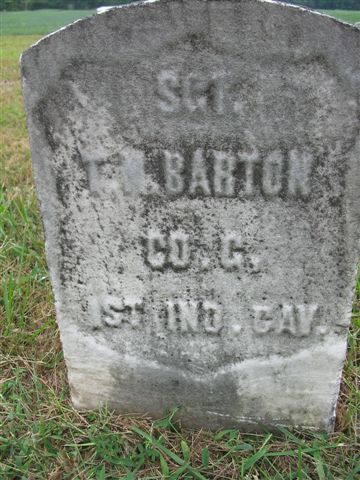 SGT.
T.N. BARTON
CO. C.
1ST IND. CAV.